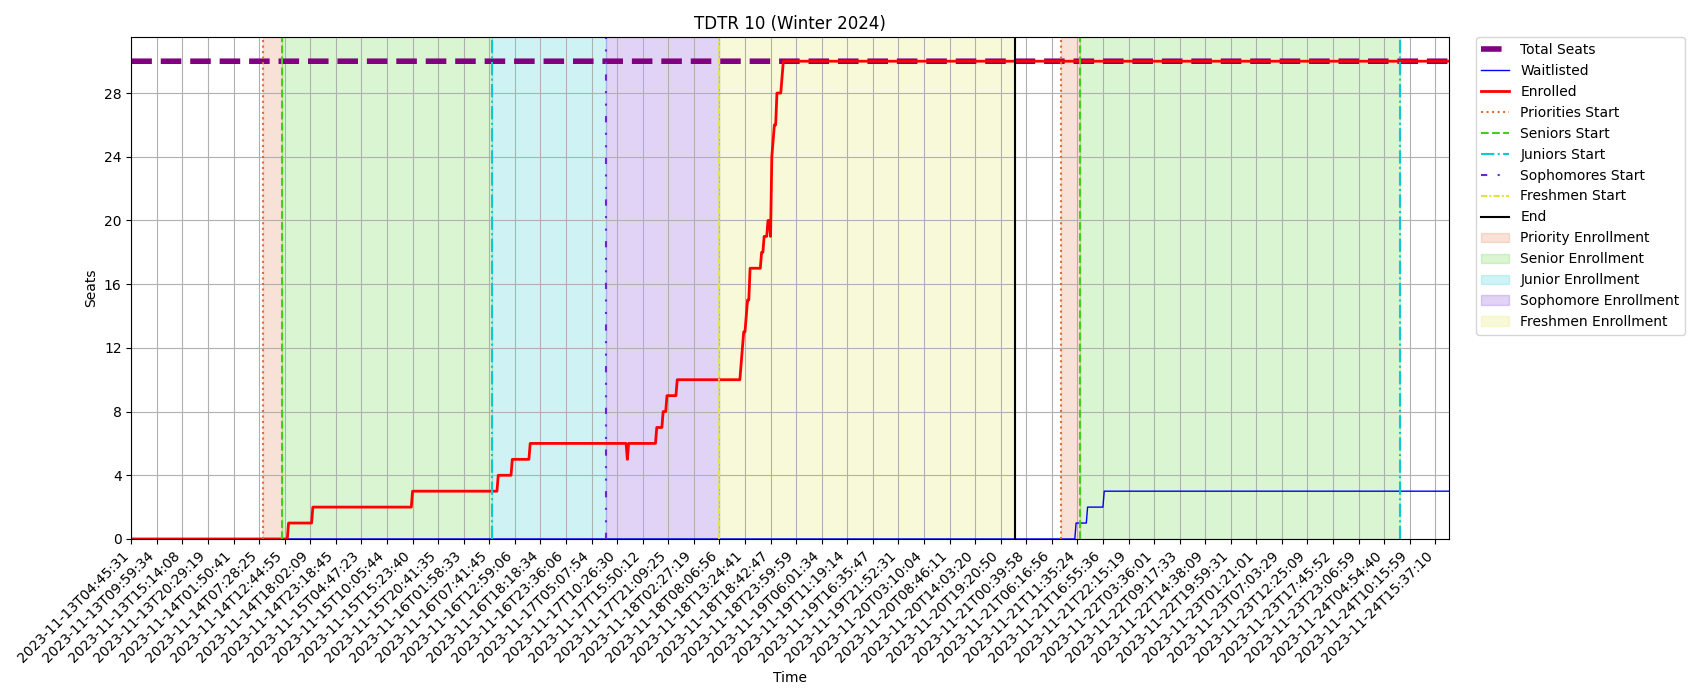 TDTR 10 (Winter 2024)
Seats
28
24
20
16
12
8
4
0
2023-11-13T04:45:31
2023-11-13T09:59:34
2023-11-13T15:14:08
2023-11-13T20:29:19
2023-11-14T01:50:41
2023-11-14T07:28:25
2023-11-14T12:44:55
2023-11-14T18:02:09
2023-11-14T23:18:45
2023-11-15T04:47:23
2023-11-15T10:05:44
2023-11-15T15:23:40
2023-11-15T20:41:35
2023-11-16T01:58:33
2023-11-16T07:41:45
2023-11-16T12:59:06
2023-11-16T18:18:34
2023-11-16T23:36:06
2023-11-17T05:07:54
2023-11-17T10:26:30
2023-11-17T15:50:12
2023-11-17T21:09:25
2023-11-18T02:27:19
2023-11-18T08:06:56
2023-11-18T13:24:41
2023-11-18T18:42:47
2023-11-18T23:59:59
2023-11-19T06:01:34
2023-11-19T11:19:14
2023-11-19T16:35:47
2023-11-19T21:52:31
2023-11-20T03:10:04
2023-11-20T08:46:11
2023-11-20T14:03:20
2023-11-20T19:20:50
2023-11-21T00:39:58
2023-11-21T06:16:56
2023-11-21T11:35:24
2023-11-21T16:55:36
2023-11-21T22:15:19
2023-11-22T03:36:01
2023-11-22T09:17:33
2023-11-22T14:38:09
2023-11-22T19:59:31
2023-11-23T01:21:01
2023-11-23T07:03:29
2023-11-23T12:25:09
2023-11-23T17:45:52
2023-11-23T23:06:59
2023-11-24T04:54:40
2023-11-24T10:15:59
2023-11-24T15:37:10
Time
Total Seats
Waitlisted
Enrolled
Priorities Start
Seniors Start
Juniors Start
Sophomores Start
Freshmen Start
End
Priority Enrollment
Senior Enrollment
Junior Enrollment
Sophomore Enrollment
Freshmen Enrollment